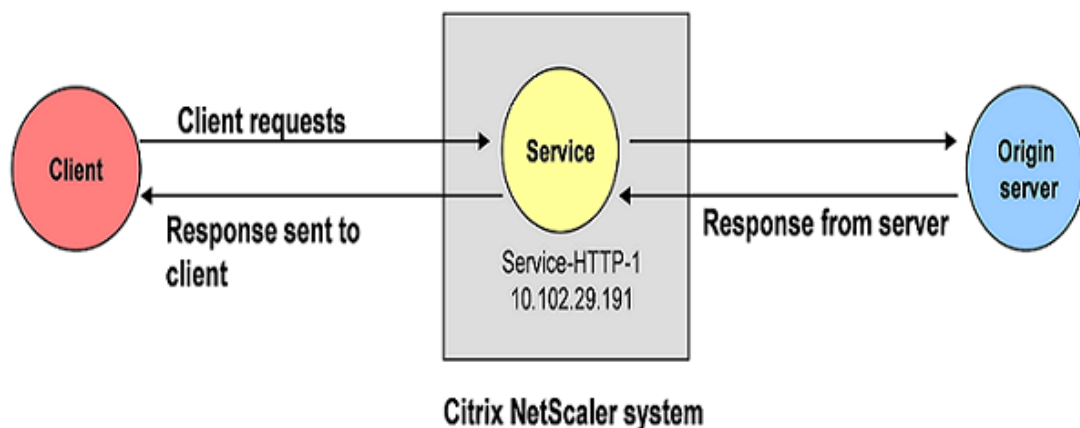 Client requests
Client
Service
Origin
server
Response sent to
client
Response from server
Service-HTTP-1
10.102.29.191
Citrix NetScaler system